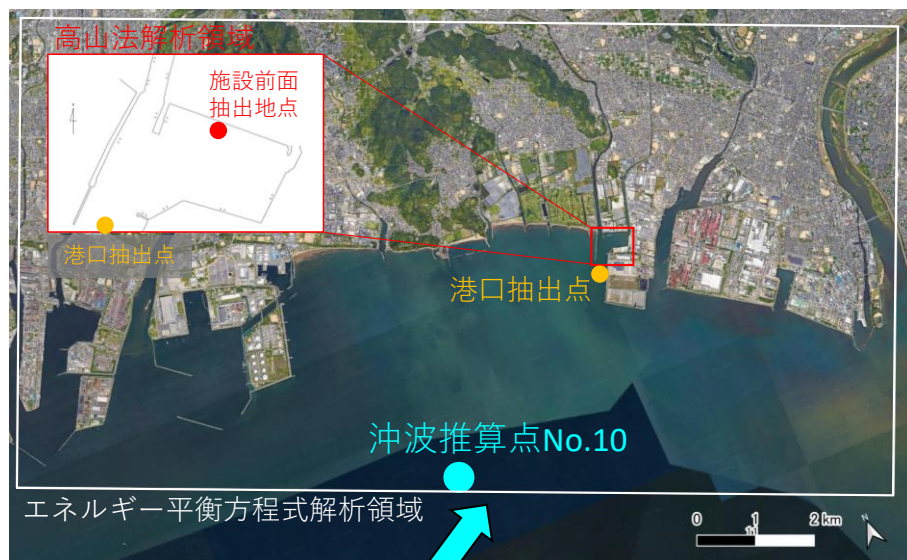 高山法解析領域
施設前面
抽出地点
港口抽出点
港口抽出点
沖波推算点No.10
エネルギー平衡方程式解析領域
0 1 2 km